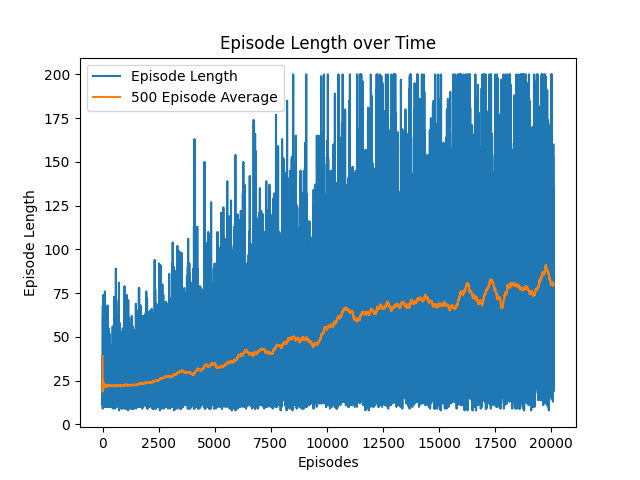 Episode Length over Time
Episode Length
500 Episode Average
200
175
150
125
100
75
50
25
0
Episode Length
0 2500 5000 7500 10000 12500 15000 17500 20000
Episodes